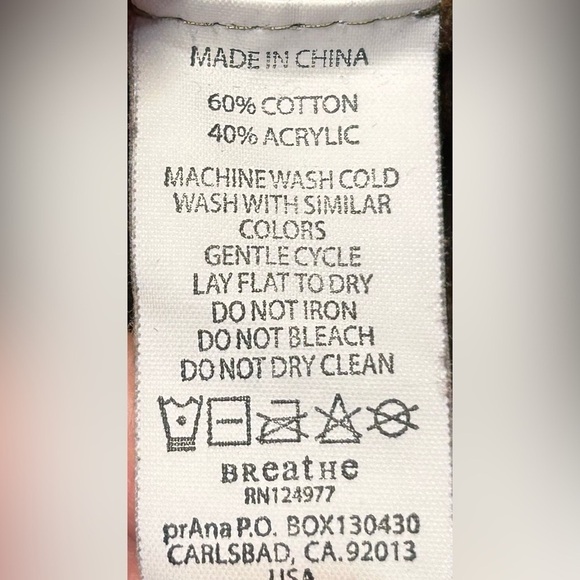 MADE IN CHINA
60% COTTON
40% ACRYLIC
MACHINE WASH COLD
WASH WITH SIMILAR
COLORS
GENTLE CYCLE
LAY FLAT TO DRY
DO NOT IRON
DO NOT BLEACH
DO NOT DRY CLEAN
BReatHe
RN124977
prAna P.O. BOX130430
CARLSBAD, CA.92013
USA